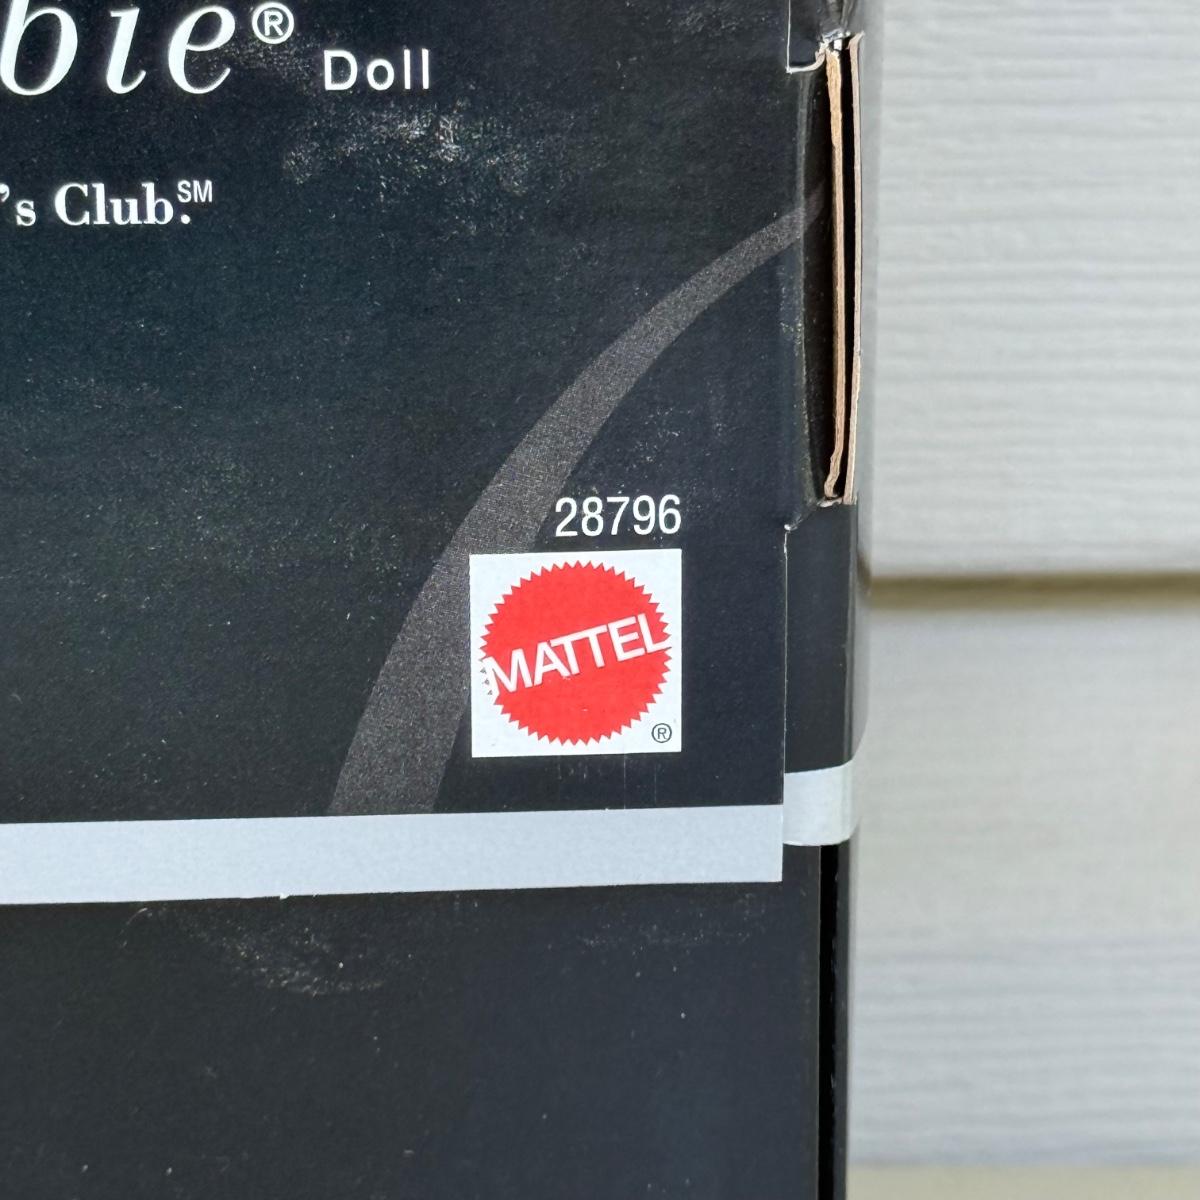 bie® Doll
's Club.℠
28796
MATTEL
®